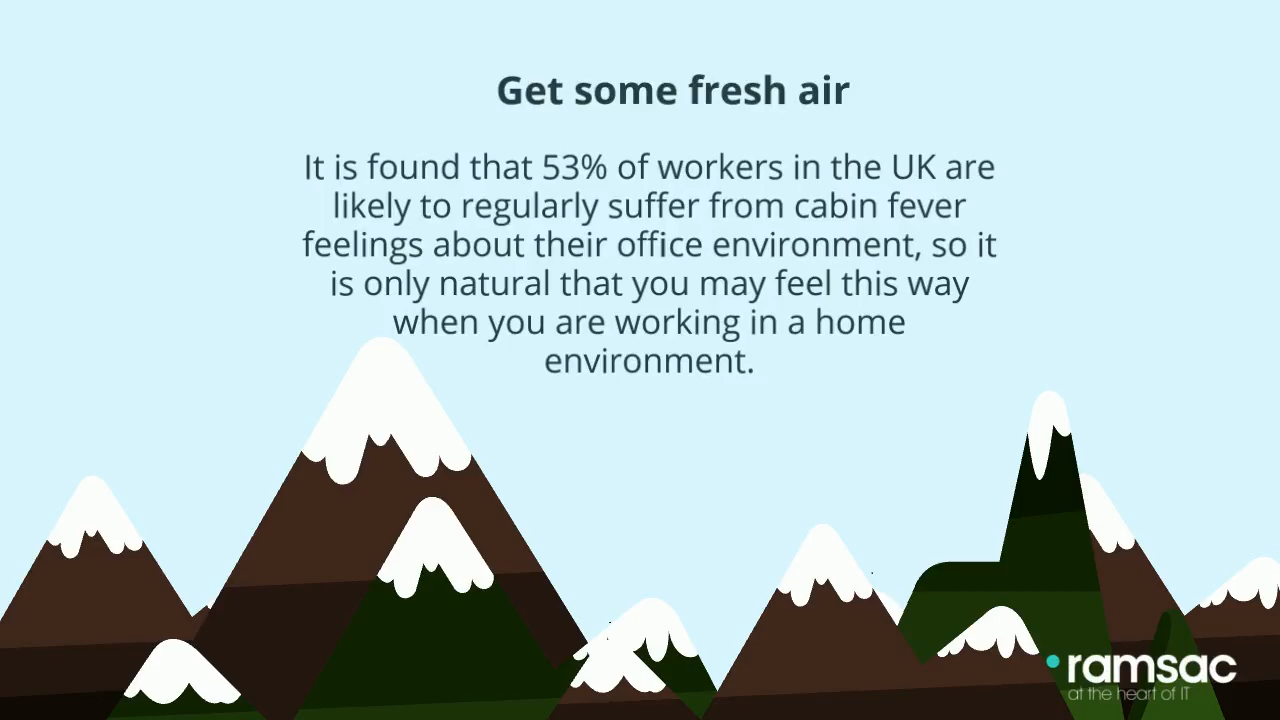 Get some fresh air
It is found that 53% of workers in the UK are
likely to regularly suffer from cabin fever
feelings about their office environment, so it
is only natural that you may feel this way
when you are working in a home
environment.
ramsac
at the heart of IT